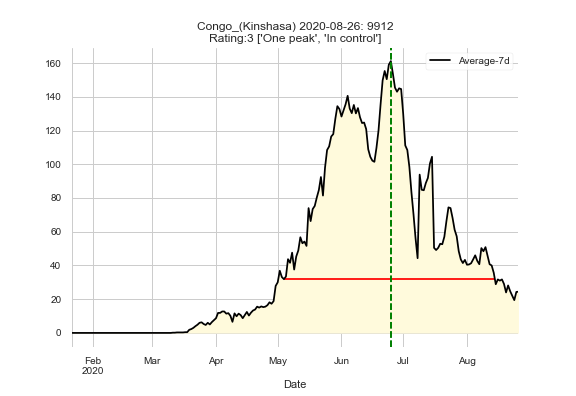 Congo_(Kinshasa) 2020-08-26: 9912
Rating:3 ['One peak', 'In control']
Average-7d
160
140
120
100
80
60
40
20
0
Feb Mar Apr May Jun Jul Aug
2020
Date